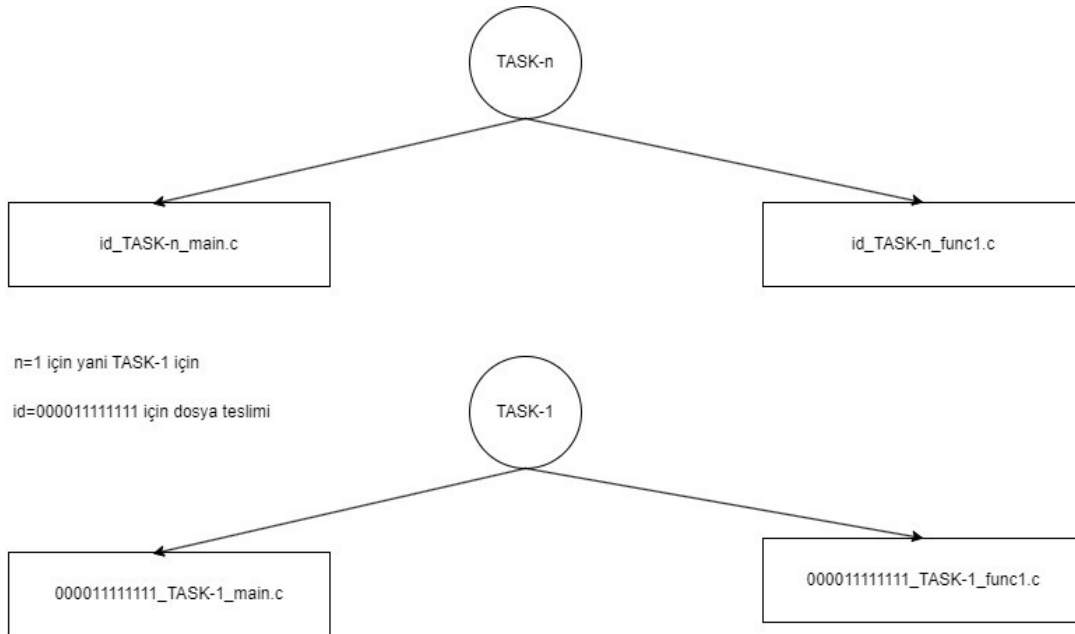 TASK-n
id_TASK-n_main.c
id_TASK-n_func1.c
n=1 için yani TASK-1 için
id=000011111111 için dosya teslimi
TASK-1
000011111111_TASK-1_main.c
000011111111_TASK-1_func1.c